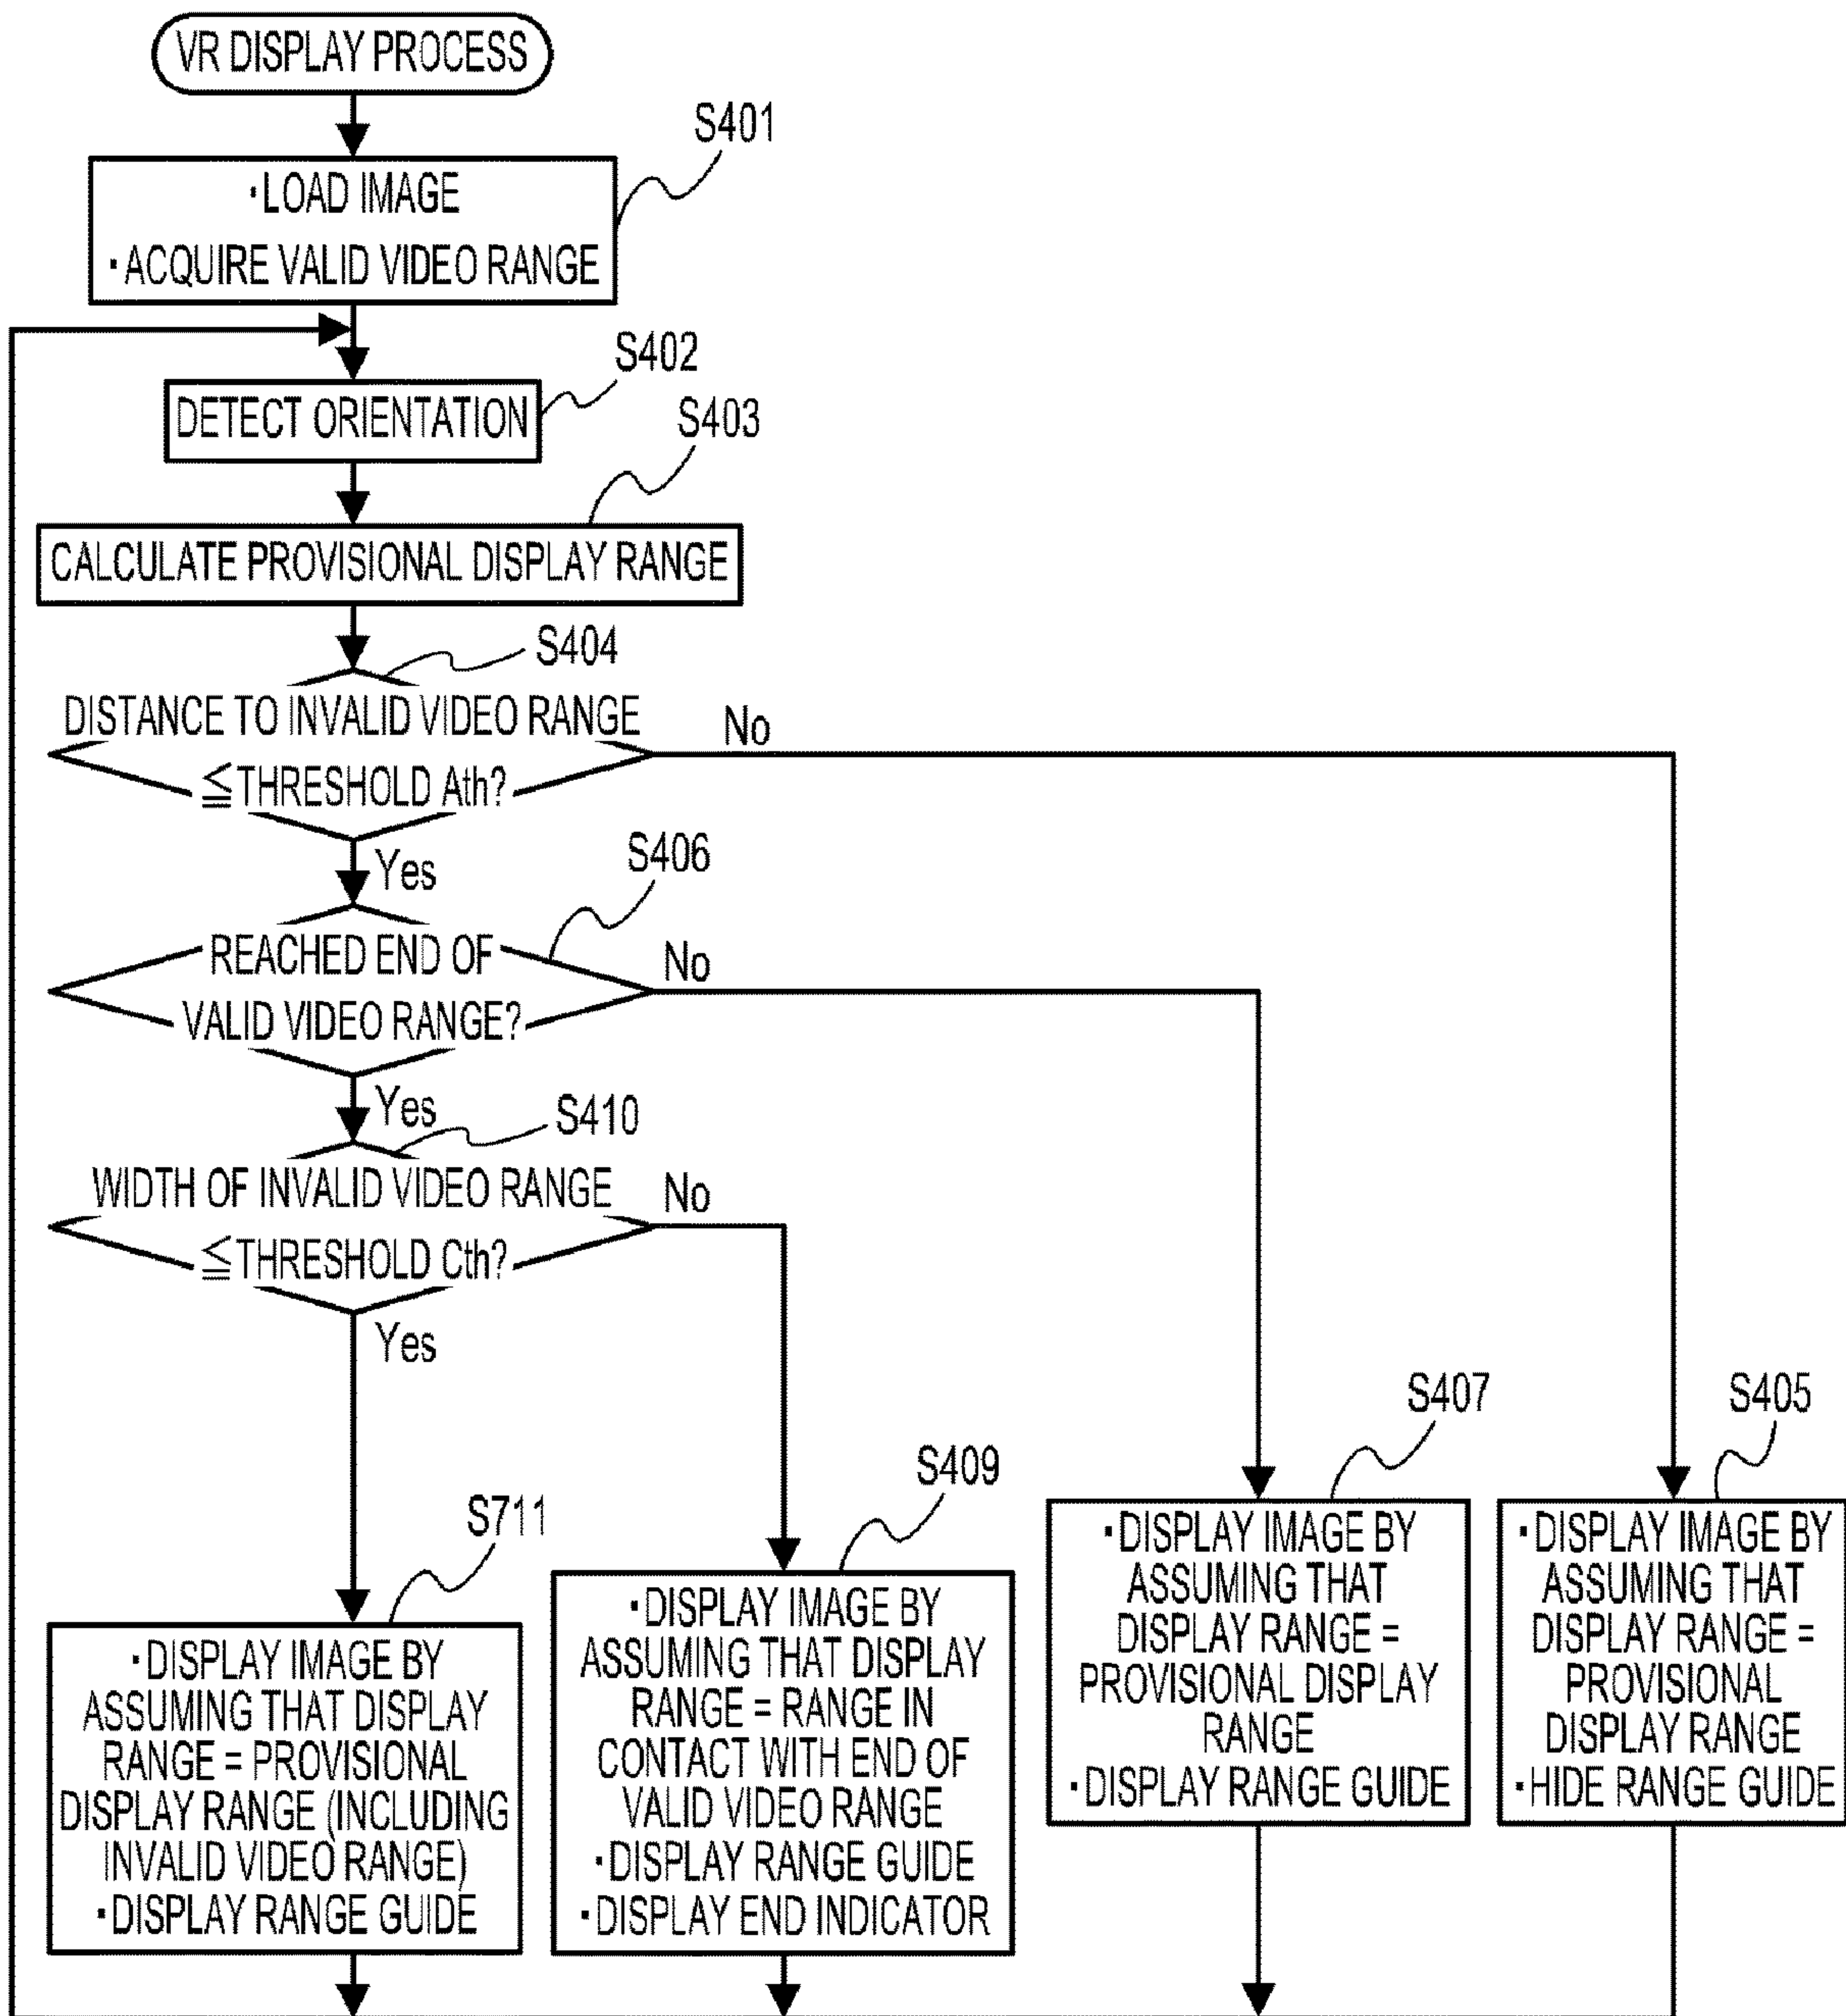 VR DISPLAY PROCESS
S401
·LOAD IMAGE
·ACQUIRE VALID VIDEO RANGE
S402
DETECT ORIENTATION
S403
CALCULATE PROVISIONAL DISPLAY RANGE
S404
DISTANCE TO INVALID VIDEO RANGE
≦THRESHOLD Ath?
No
Yes
S406
REACHED END OF
VALID VIDEO RANGE?
No
Yes
S410
WIDTH OF INVALID VIDEO RANGE
≦THRESHOLD Cth?
No
Yes
S711
·DISPLAY IMAGE BY
ASSUMING THAT DISPLAY
RANGE = PROVISIONAL
DISPLAY RANGE (INCLUDING
INVALID VIDEO RANGE)
·DISPLAY RANGE GUIDE
S409
·DISPLAY IMAGE BY
ASSUMING THAT DISPLAY
RANGE = RANGE IN
CONTACT WITH END OF
VALID VIDEO RANGE
·DISPLAY RANGE GUIDE
·DISPLAY END INDICATOR
S407
·DISPLAY IMAGE BY
ASSUMING THAT
DISPLAY RANGE =
PROVISIONAL DISPLAY
RANGE
·DISPLAY RANGE GUIDE
S405
·DISPLAY IMAGE BY
ASSUMING THAT
DISPLAY RANGE =
PROVISIONAL
DISPLAY RANGE
·HIDE RANGE GUIDE